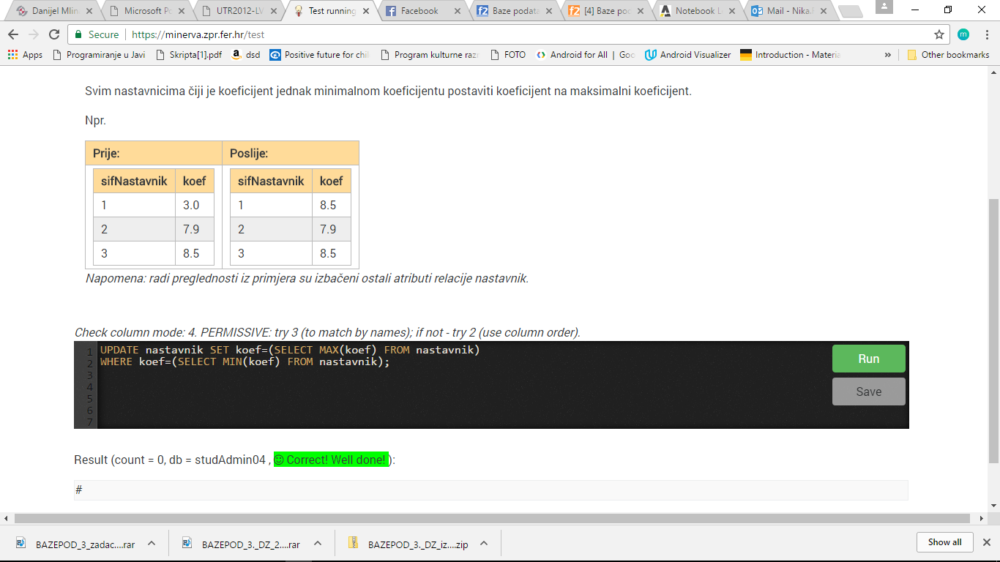 Danijel Mlin
Microsoft Po
UTR2012-LV
Test running
Facebook
Baze podata
[4] Baze pod
Notebook L
Mail - Nika.
Secure https://minerva.zpr.fer.hr/test
m
Apps Programiranje u Javi Skripta[1].pdf dsd Positive future for chi Program kulturne raz FOTO Android for All | Goo Android Visualizer Introduction - Materia » Other bookmarks
Svim nastavnicima čiji je koeficijent jednak minimalnom koeficijentu postaviti koeficijent na maksimalni koeficijent.
Npr.
Prije: Poslije:
sifNastavnik koef sifNastavnik koef
1 3.0 1 8.5
2 7.9 2 7.9
3 8.5 3 8.5
Napomena: radi preglednosti iz primjera su izbačeni ostali atributi relacije nastavnik.
Check column mode: 4. PERMISSIVE: try 3 (to match by names); if not - try 2 (use column order).
1 UPDATE nastavnik SET koef=(SELECT MAX(koef) FROM nastavnik)
2 WHERE koef=(SELECT MIN(koef) FROM nastavnik);
3
4
5
6
7
Run
Save
Result (count = 0, db = studAdmin04 , Correct! Well done! ):
#
BAZEPOD_3_zadac....rar BAZEPOD_3._DZ_2....rar BAZEPOD_3._DZ_iz....zip Show all